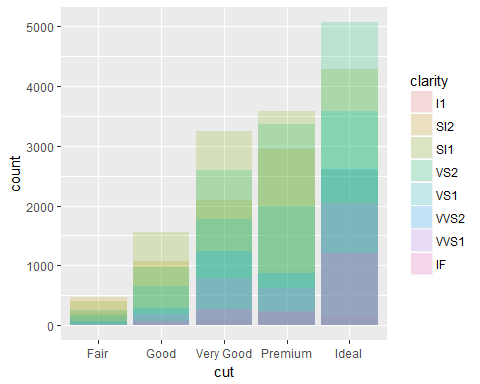 5000
4000
3000
2000
1000
0
count
Fair Good Very Good Premium Ideal
cut
clarity
I1
SI2
SI1
VS2
VS1
VVS2
VVS1
IF